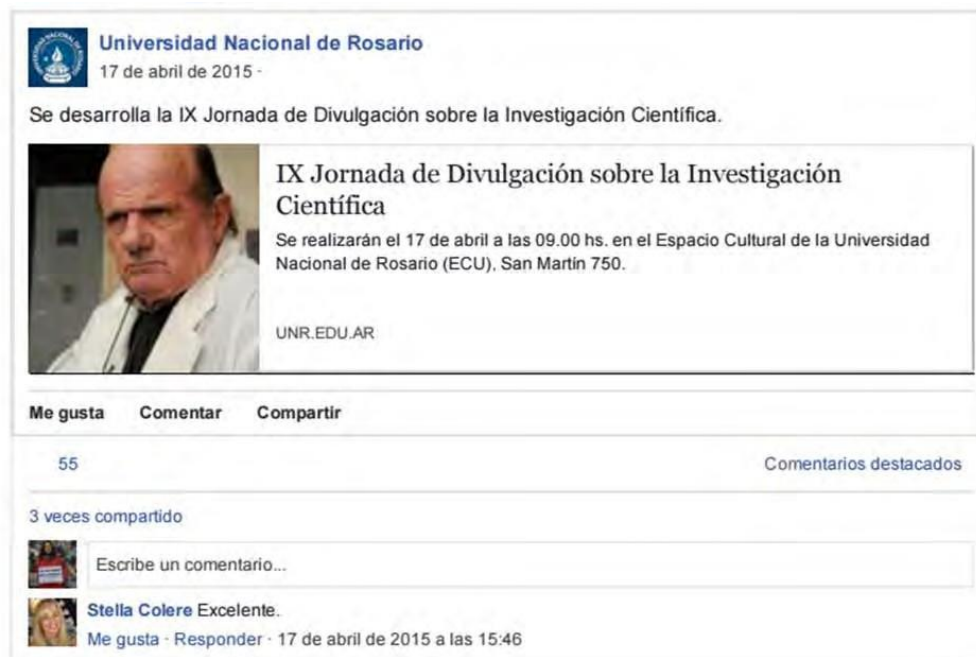 Universidad Nacional de Rosario
17 de abril de 2015 ·
Se desarrolla la IX Jornada de Divulgación sobre la Investigación Científica.
IX Jornada de Divulgación sobre la Investigación
Científica
Se realizarán el 17 de abril a las 09.00 hs. en el Espacio Cultural de la Universidad
Nacional de Rosario (ECU), San Martín 750.
UNR.EDU.AR
Me gusta Comentar Compartir
55 Comentarios destacados
3 veces compartido
Escribe un comentario...
Stella Colere Excelente.
Me gusta · Responder · 17 de abril de 2015 a las 15:46